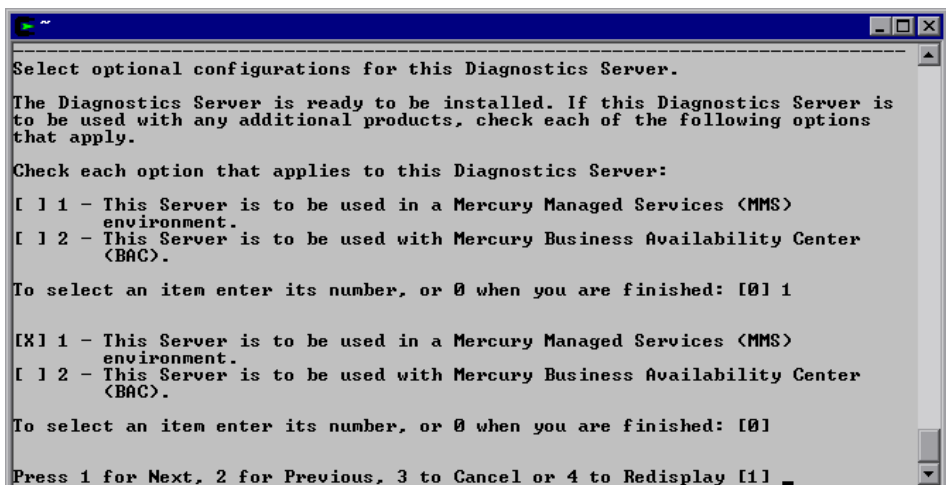 ~
--------------------------------------------------------------------------------
Select optional configurations for this Diagnostics Server.
The Diagnostics Server is ready to be installed. If this Diagnostics Server is
to be used with any additional products, check each of the following options
that apply.
Check each option that applies to this Diagnostics Server:
[ ] 1 - This Server is to be used in a Mercury Managed Services (MMS)
environment.
[ ] 2 - This Server is to be used with Mercury Business Availability Center
(BAC).
To select an item enter its number, or 0 when you are finished: [0] 1
[X] 1 - This Server is to be used in a Mercury Managed Services (MMS)
environment.
[ ] 2 - This Server is to be used with Mercury Business Availability Center
(BAC).
To select an item enter its number, or 0 when you are finished: [0]
Press 1 for Next, 2 for Previous, 3 to Cancel or 4 to Redisplay [1] _